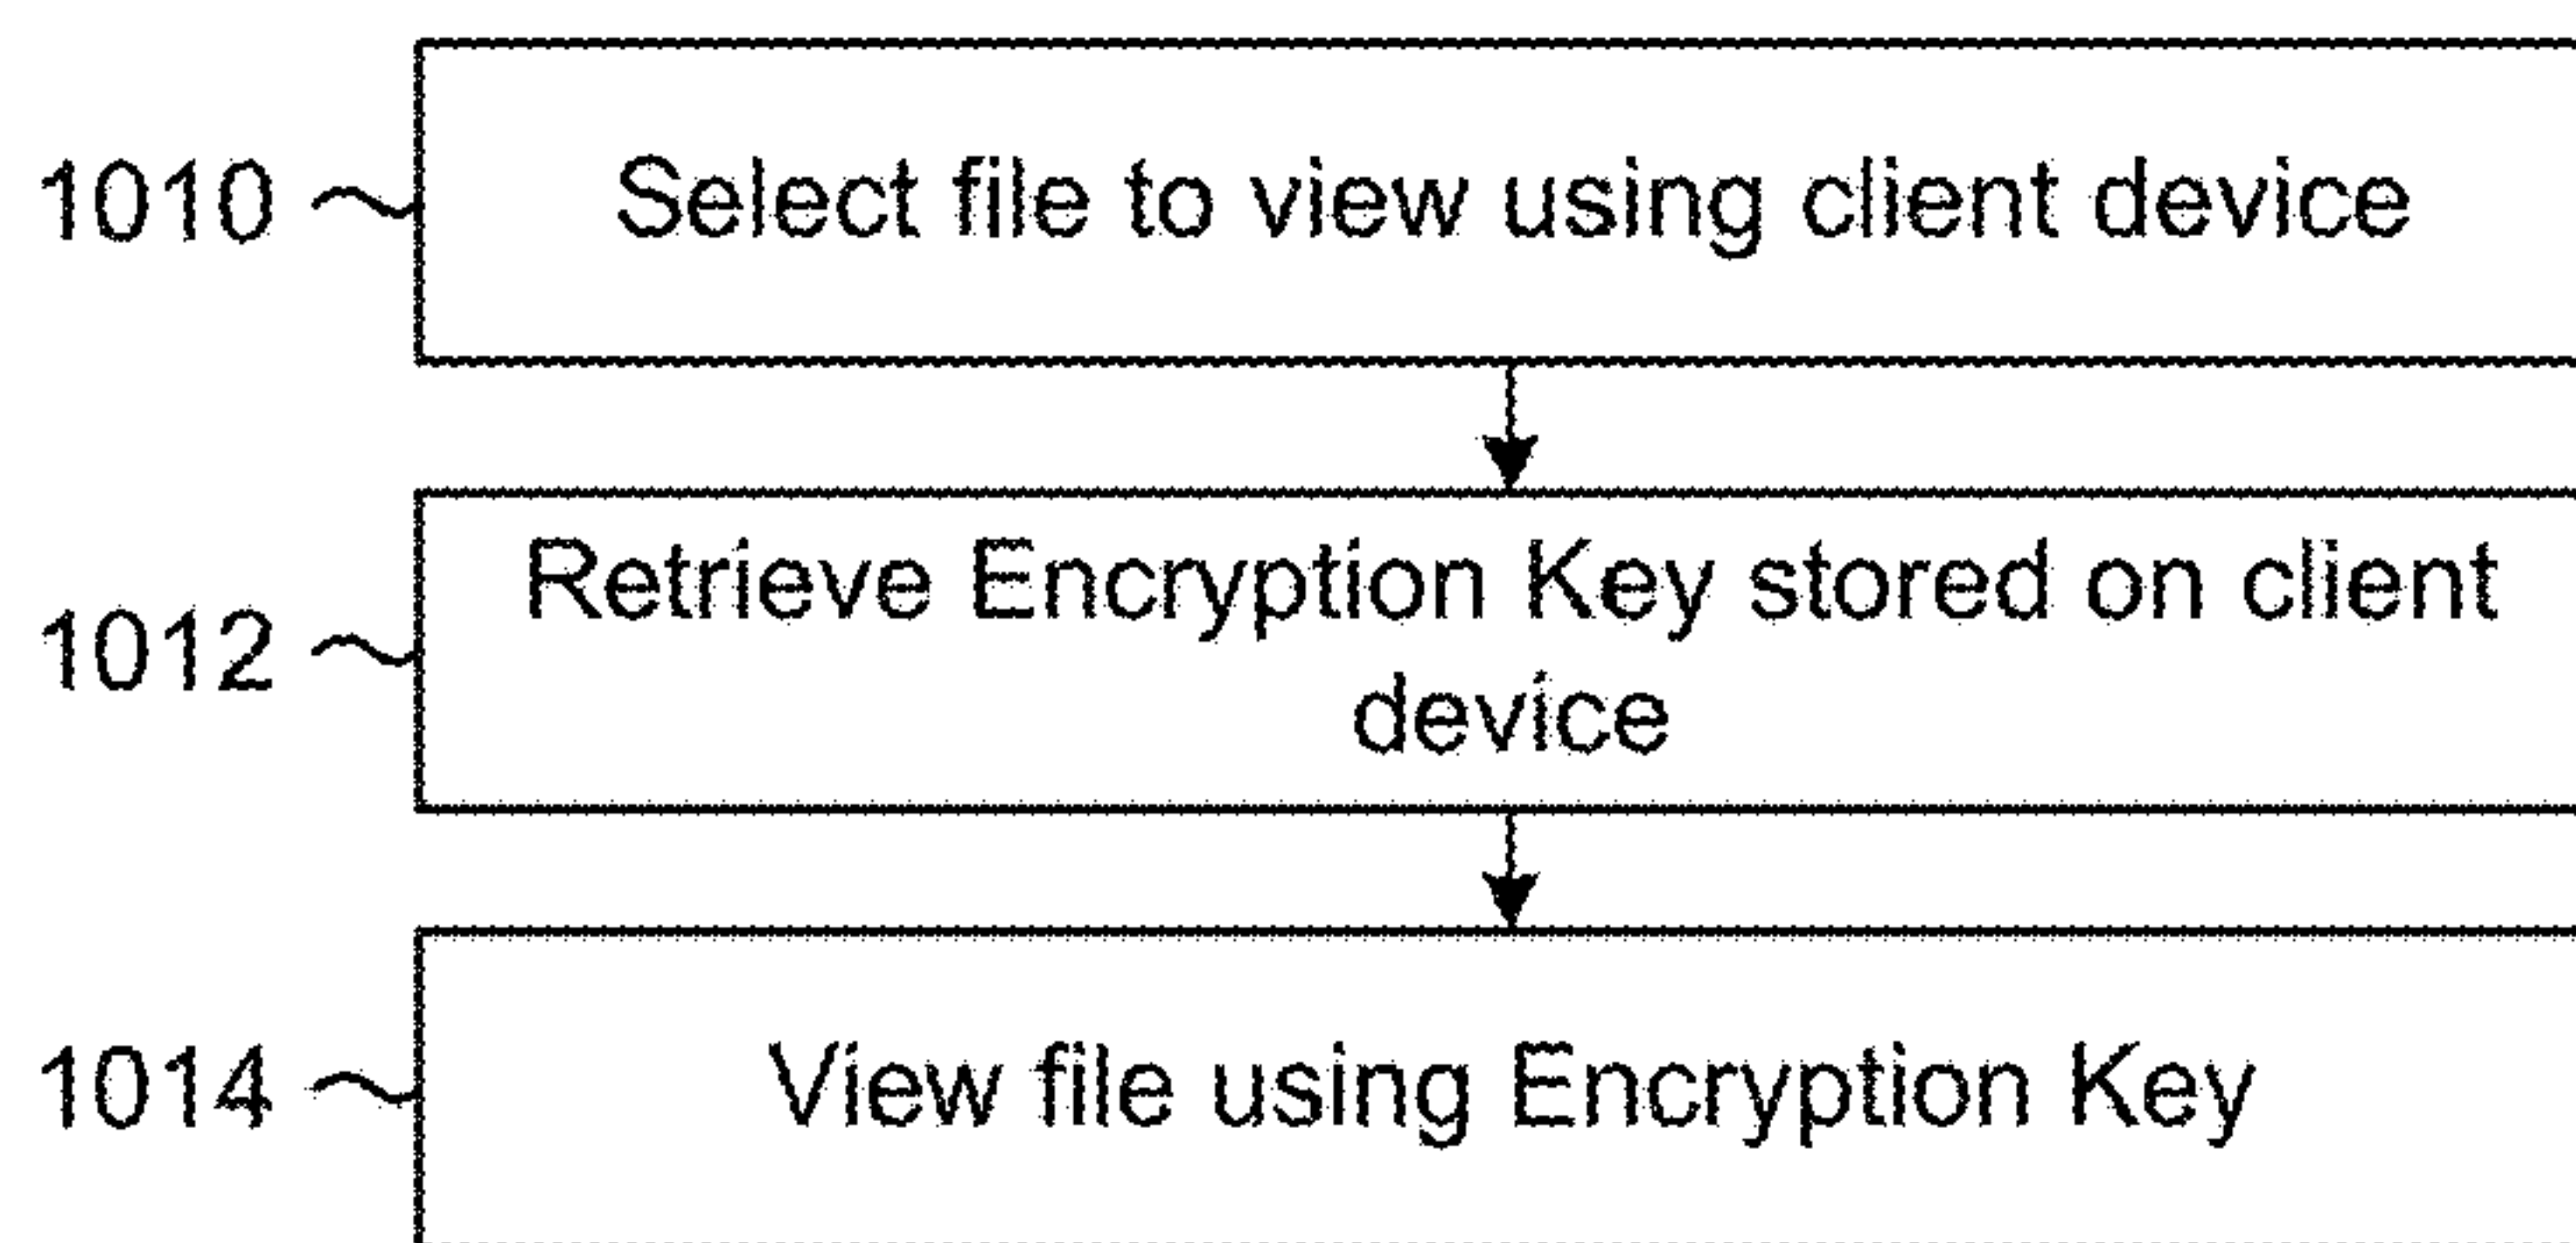 1010
Select file to view using client device
1012
Retrieve Encryption Key stored on client
device
1014
View file using Encryption Key